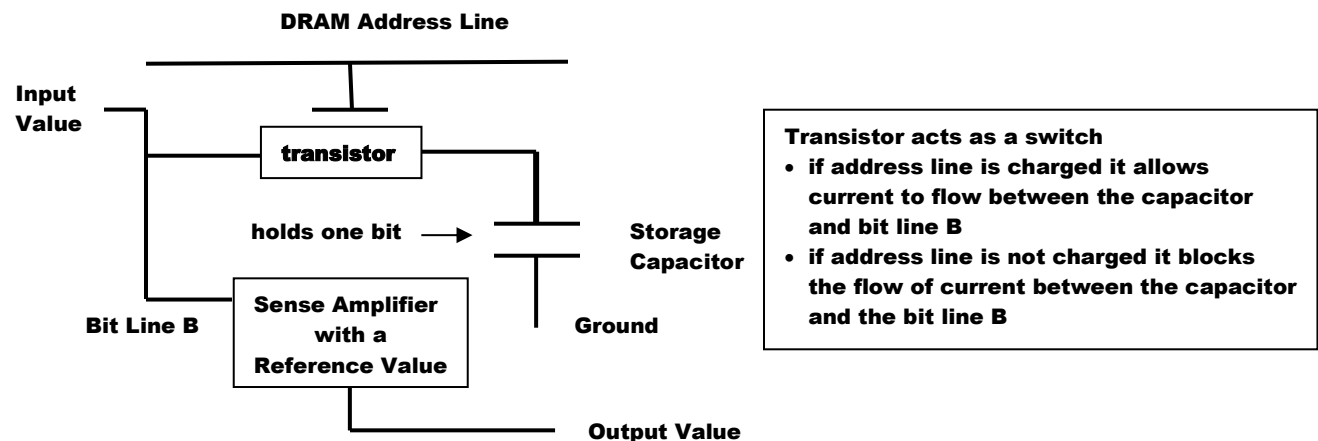 DRAM Address Line
Input
Value
transistor
holds one bit
Storage
Capacitor
Bit Line B
Sense Amplifier
with a
Reference Value
Ground
Output Value
Transistor acts as a switch
• if address line is charged it allows
current to flow between the capacitor
and bit line B
• if address line is not charged it blocks
the flow of current between the capacitor
and the bit line B